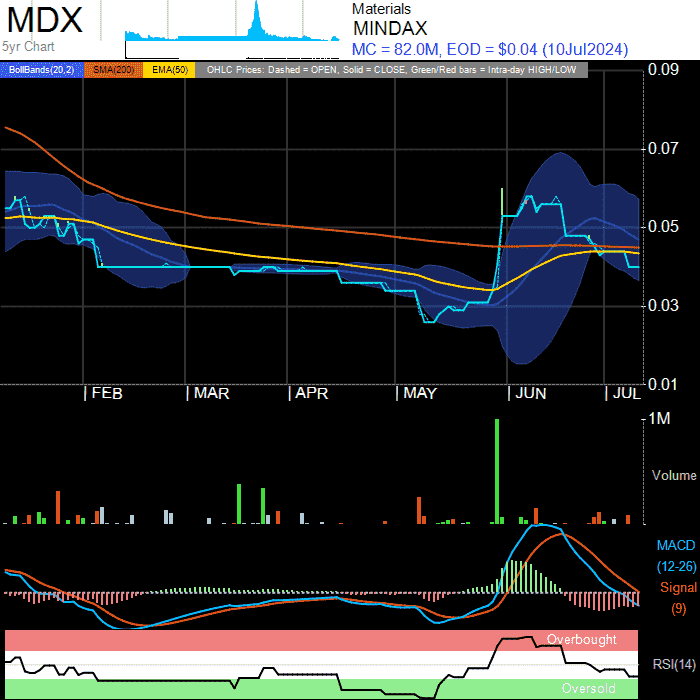 MDX
5yr Chart
Materials
MINDAX
MC = 82.0M, EOD = $0.04 (10Jul2024)
BollBands(20,2) SMA(200) EMA(50) OHLC Prices: Dashed = OPEN, Solid = CLOSE, Green/Red bars = Intra-day HIGH/LOW
0.09
0.07
0.05
0.03
0.01
| FEB | MAR | APR | MAY | JUN | JUL
1M
Volume
MACD
(12-26)
Signal
(9)
Overbought
RSI(14)
Oversold